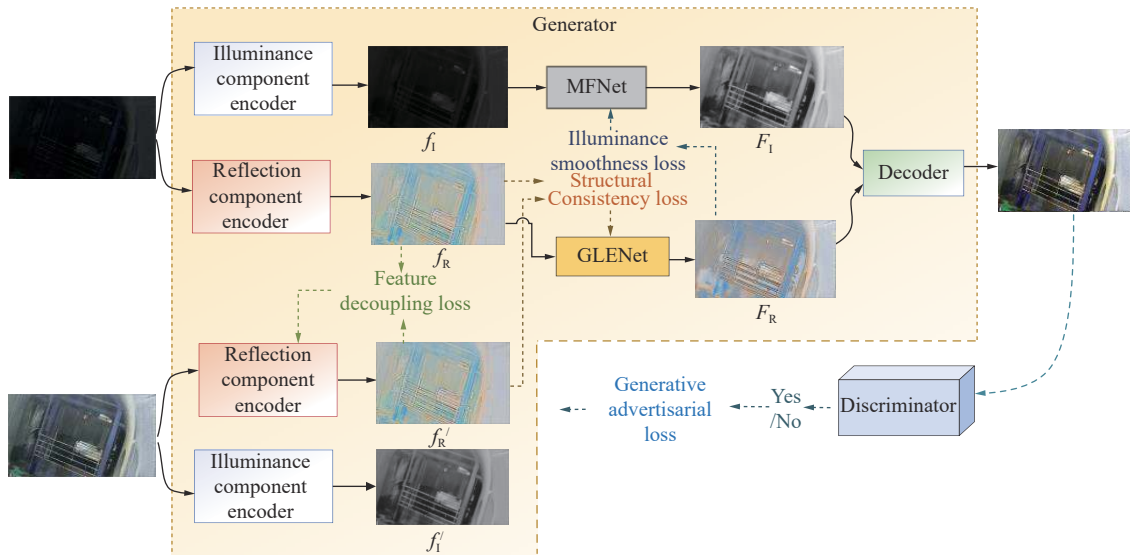 Generator
Illuminance
component
encoder
f_I
MFNet
F_I
Illuminance
smoothness loss
Reflection
component
encoder
f_R
Structural
Consistency loss
GLENet
F_R
Decoder
Feature
decoupling loss
Reflection
component
encoder
f_R′
Generative
advertisarial
loss
Yes
/No
Discriminator
Illuminance
component
encoder
f_I′